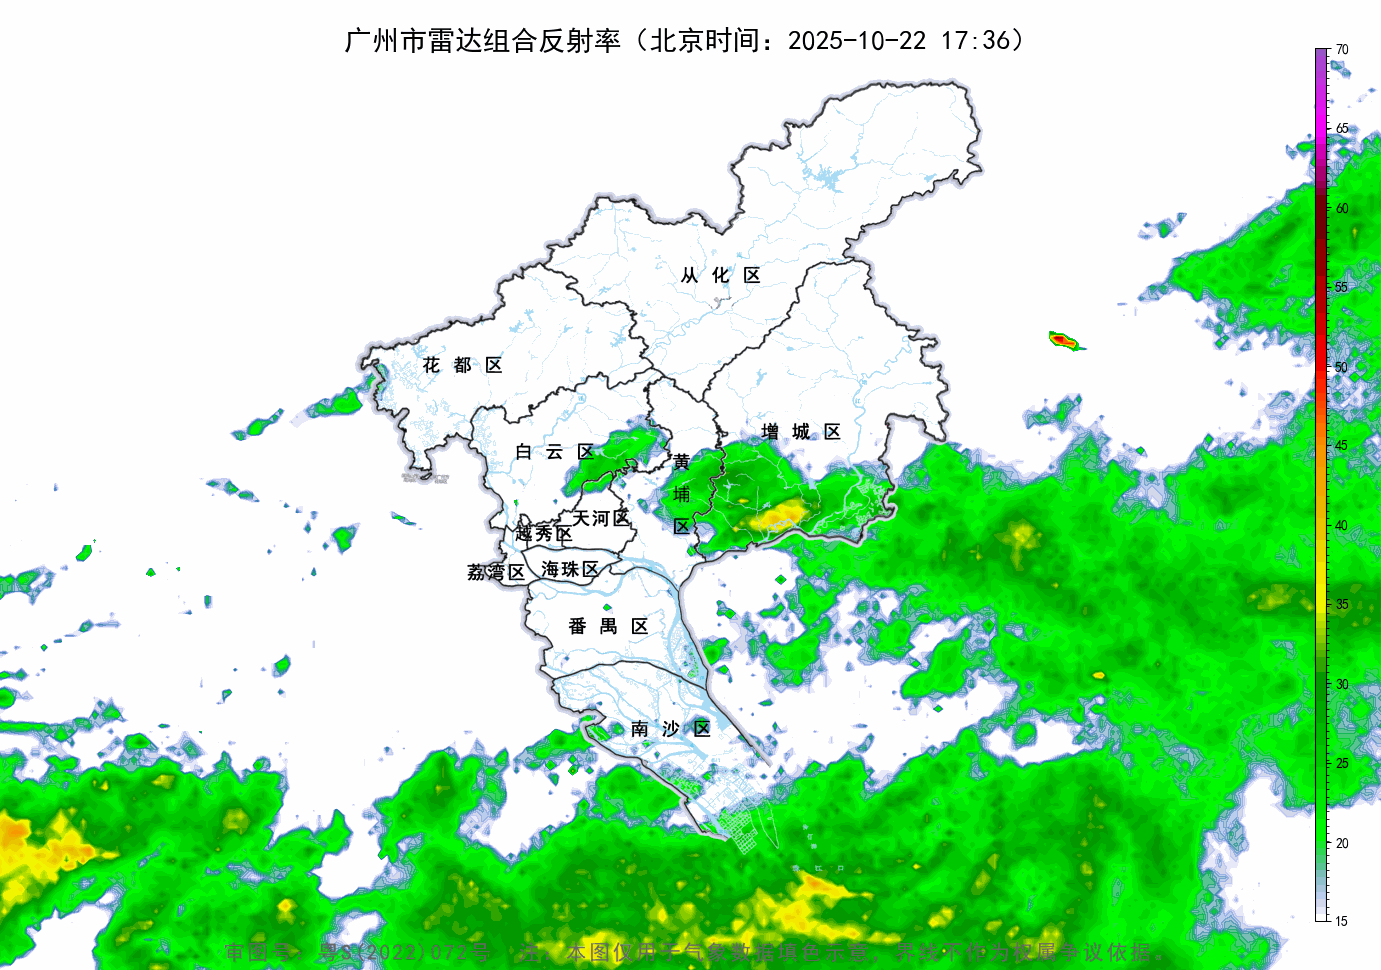 广州市雷达组合反射率（北京时间：2025-10-22 17:36）
70
65
60
55
50
45
40
35
30
25
20
15
从化区
花都区
增城区
白云区
黄埔区
天河区
越秀区
荔湾区
海珠区
番禺区
南沙区
审图号：粤S(2022)072号 注：本图仅用于气象数据填色示意，界线不作为权属争议依据。